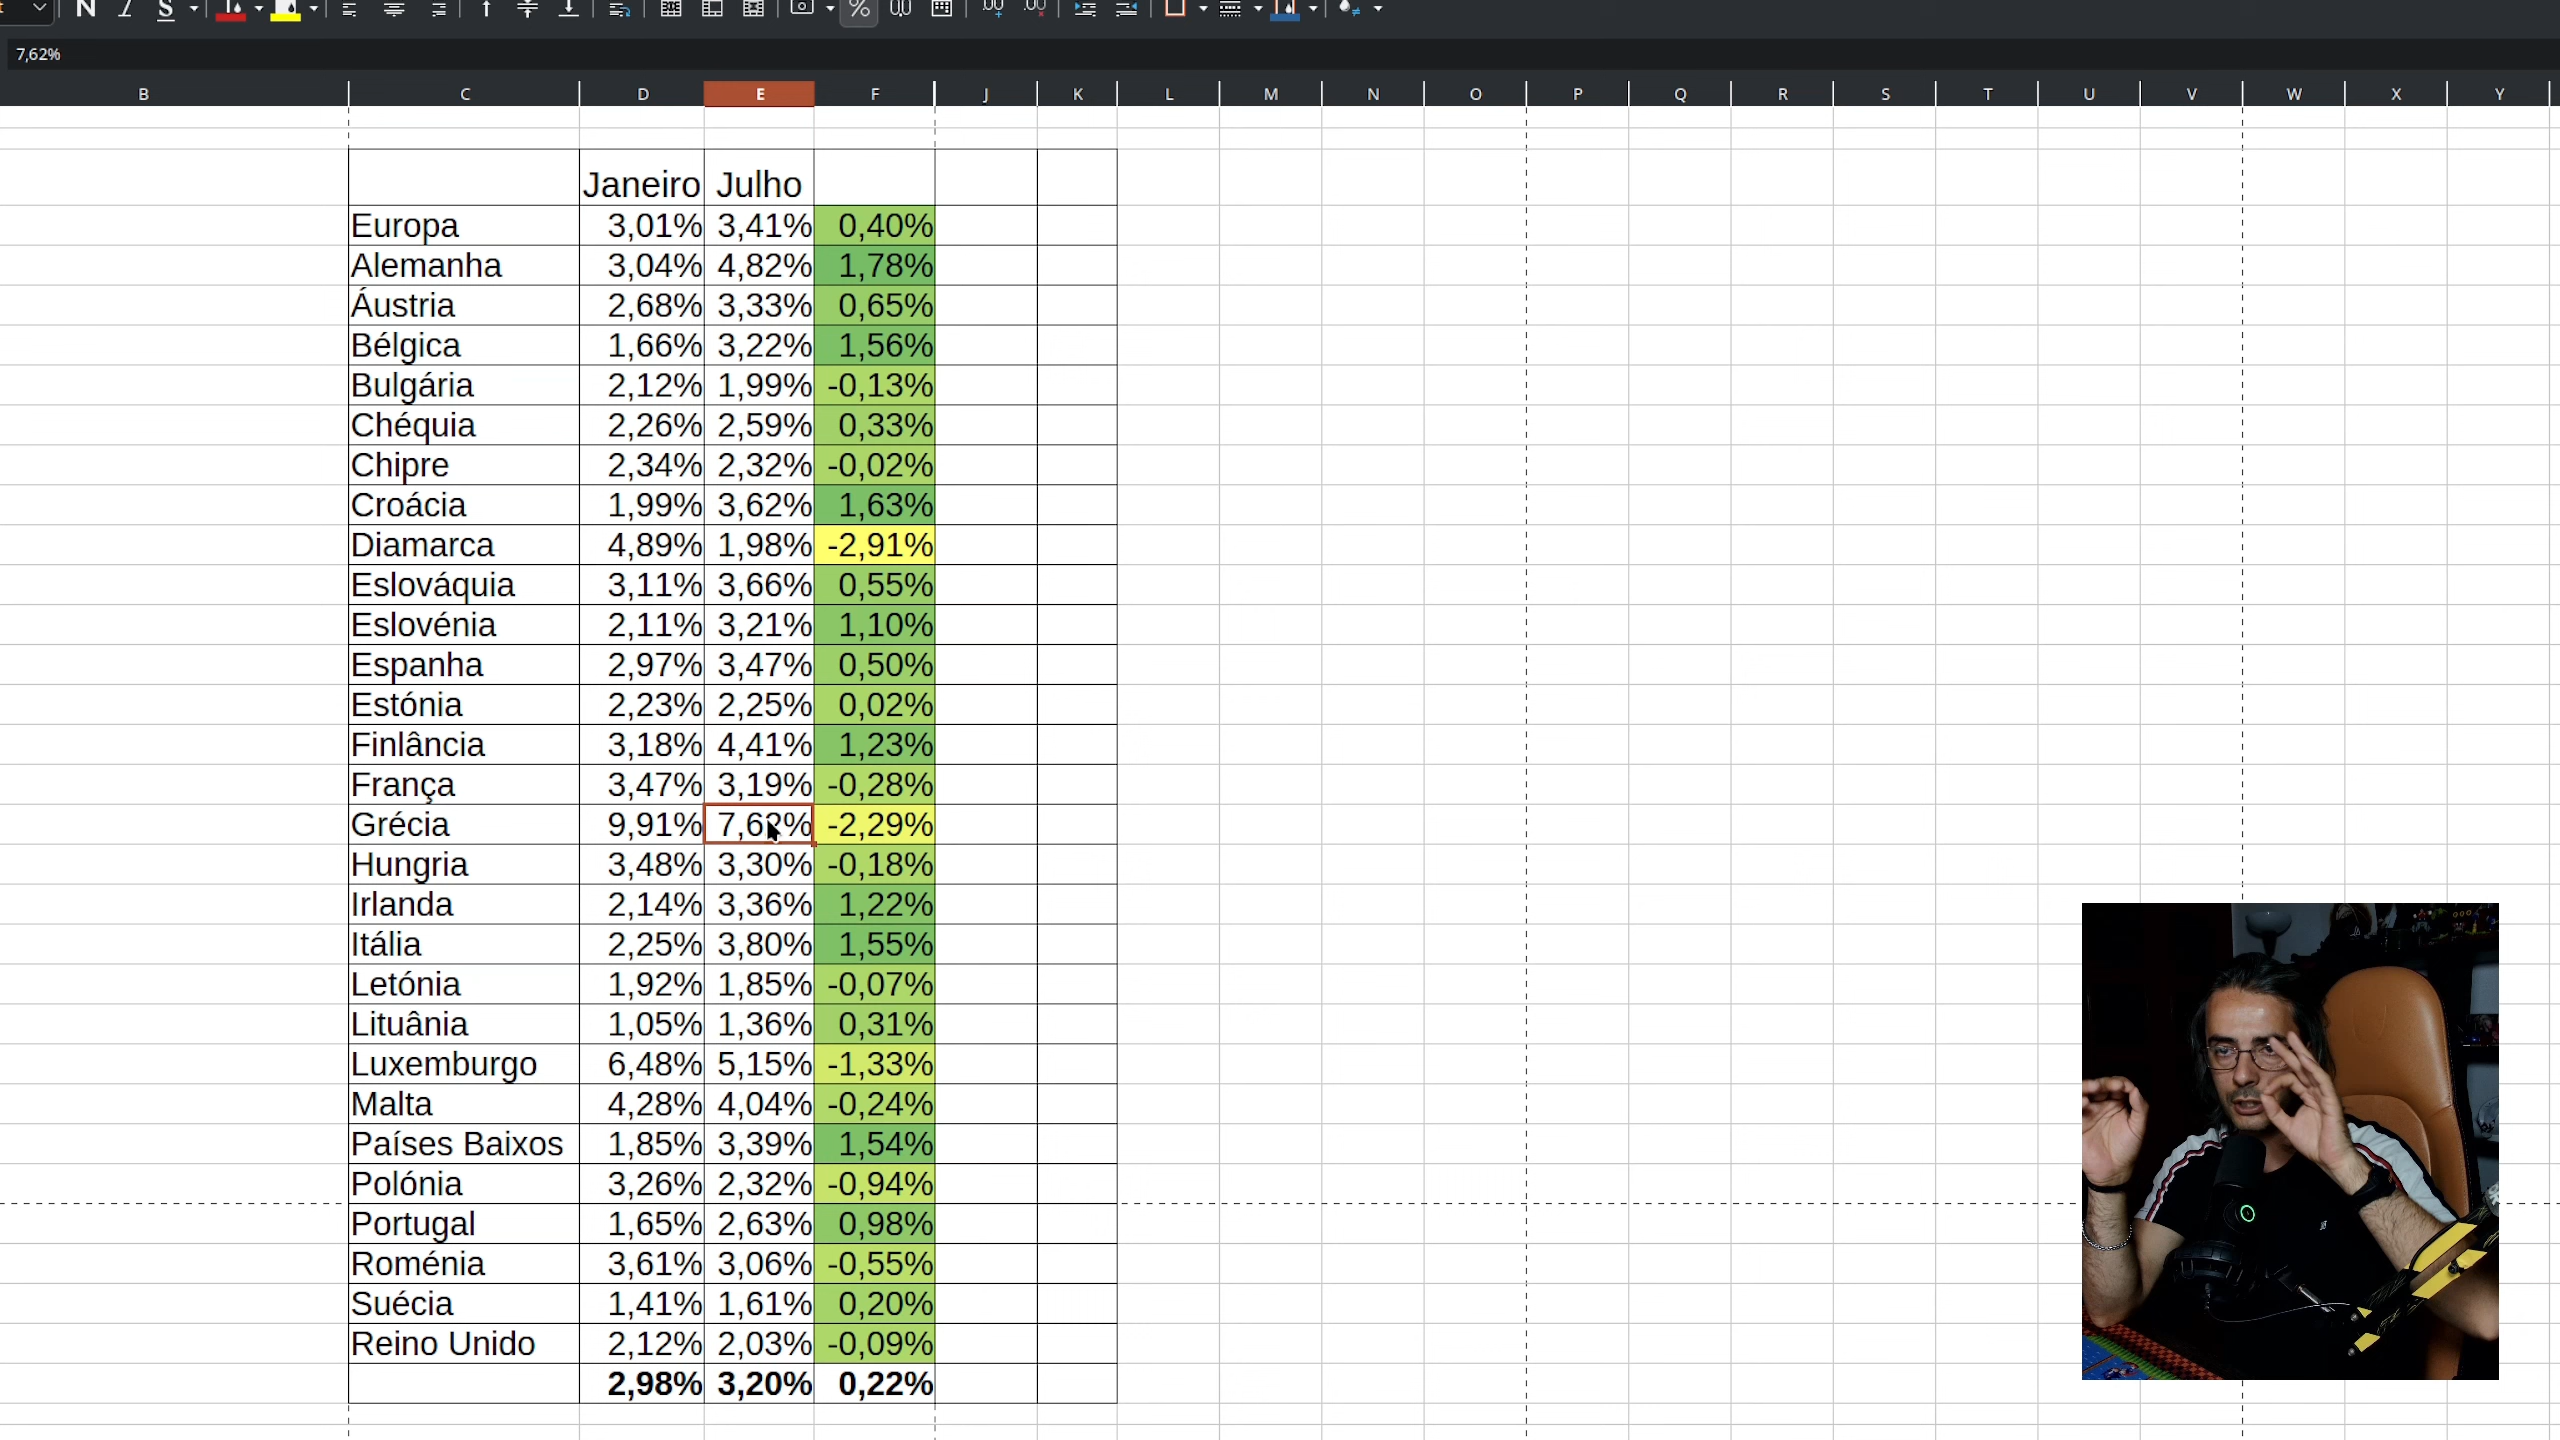 N I S
7,62%
B C D E F J K L M N O P Q R S T U V W X Y
Janeiro Julho
Europa 3,01% 3,41% 0,40%
Alemanha 3,04% 4,82% 1,78%
Áustria 2,68% 3,33% 0,65%
Bélgica 1,66% 3,22% 1,56%
Bulgária 2,12% 1,99% -0,13%
Chéquia 2,26% 2,59% 0,33%
Chipre 2,34% 2,32% -0,02%
Croácia 1,99% 3,62% 1,63%
Diamarca 4,89% 1,98% -2,91%
Eslováquia 3,11% 3,66% 0,55%
Eslovénia 2,11% 3,21% 1,10%
Espanha 2,97% 3,47% 0,50%
Estónia 2,23% 2,25% 0,02%
Finlância 3,18% 4,41% 1,23%
França 3,47% 3,19% -0,28%
Grécia 9,91% 7,62% -2,29%
Hungria 3,48% 3,30% -0,18%
Irlanda 2,14% 3,36% 1,22%
Itália 2,25% 3,80% 1,55%
Letónia 1,92% 1,85% -0,07%
Lituânia 1,05% 1,36% 0,31%
Luxemburgo 6,48% 5,15% -1,33%
Malta 4,28% 4,04% -0,24%
Países Baixos 1,85% 3,39% 1,54%
Polónia 3,26% 2,32% -0,94%
Portugal 1,65% 2,63% 0,98%
Roménia 3,61% 3,06% -0,55%
Suécia 1,41% 1,61% 0,20%
Reino Unido 2,12% 2,03% -0,09%
2,98% 3,20% 0,22%